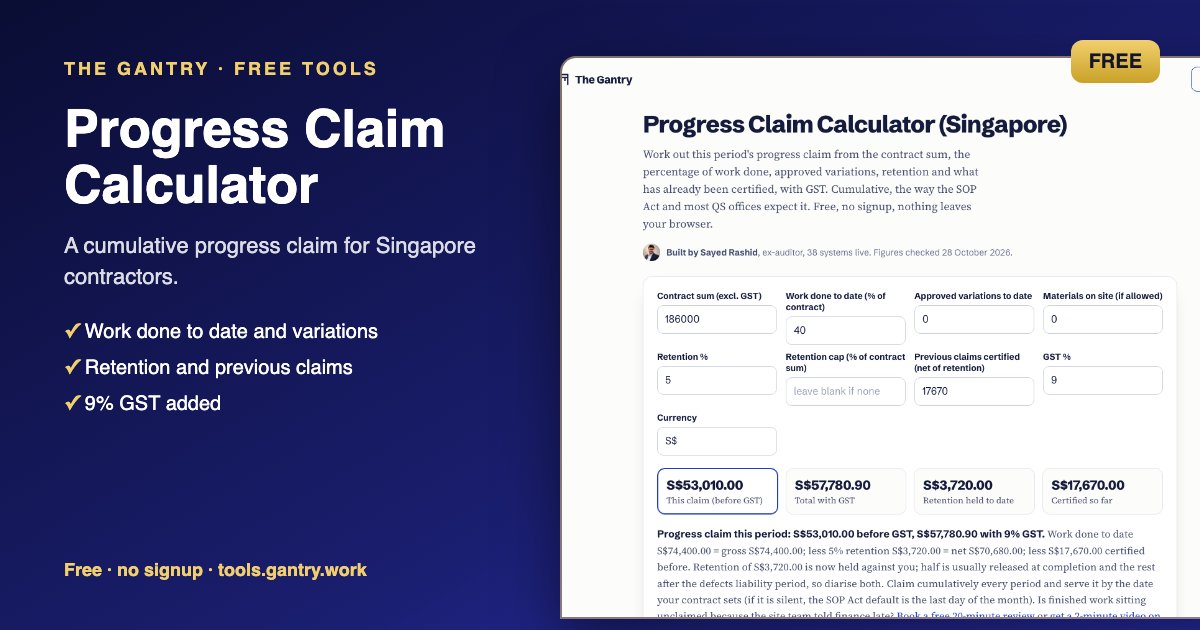 THE GANTRY · FREE TOOLS
Progress Claim
Calculator
A cumulative progress claim for Singapore
contractors.
✓ Work done to date and variations
✓ Retention and previous claims
✓ 9% GST added
Free · no signup · tools.gantry.work
FREE
The Gantry
Progress Claim Calculator (Singapore)
Work out this period's progress claim from the contract sum, the
percentage of work done, approved variations, retention and what
has already been certified, with GST. Cumulative, the way the SOP
Act and most QS offices expect it. Free, no signup, nothing leaves
your browser.
Built by Sayed Rashid, ex-auditor, 38 systems live. Figures checked 28 October 2026.
Contract sum (excl. GST)
186000
Work done to date (% of
contract)
40
Approved variations to date
0
Materials on site (if allowed)
0
Retention %
5
Retention cap (% of contract
sum)
leave blank if none
Previous claims certified
(net of retention)
17670
GST %
9
Currency
S$
S$53,010.00
This claim (before GST)
S$57,780.90
Total with GST
S$3,720.00
Retention held to date
S$17,670.00
Certified so far
Progress claim this period: S$53,010.00 before GST, S$57,780.90 with 9% GST. Work done to date
S$74,400.00 = gross S$74,400.00; less 5% retention S$3,720.00 = net S$70,680.00; less S$17,670.00 certified
before. Retention of S$3,720.00 is now held against you; half is usually released at completion and the rest
after the defects liability period, so diarise both. Claim cumulatively every period and serve it by the date
your contract sets (if it is silent, the SOP Act default is the last day of the month). Is finished work sitting
unclaimed because the site team told finance late? Book a free 20-minute review or get a 2-minute video on